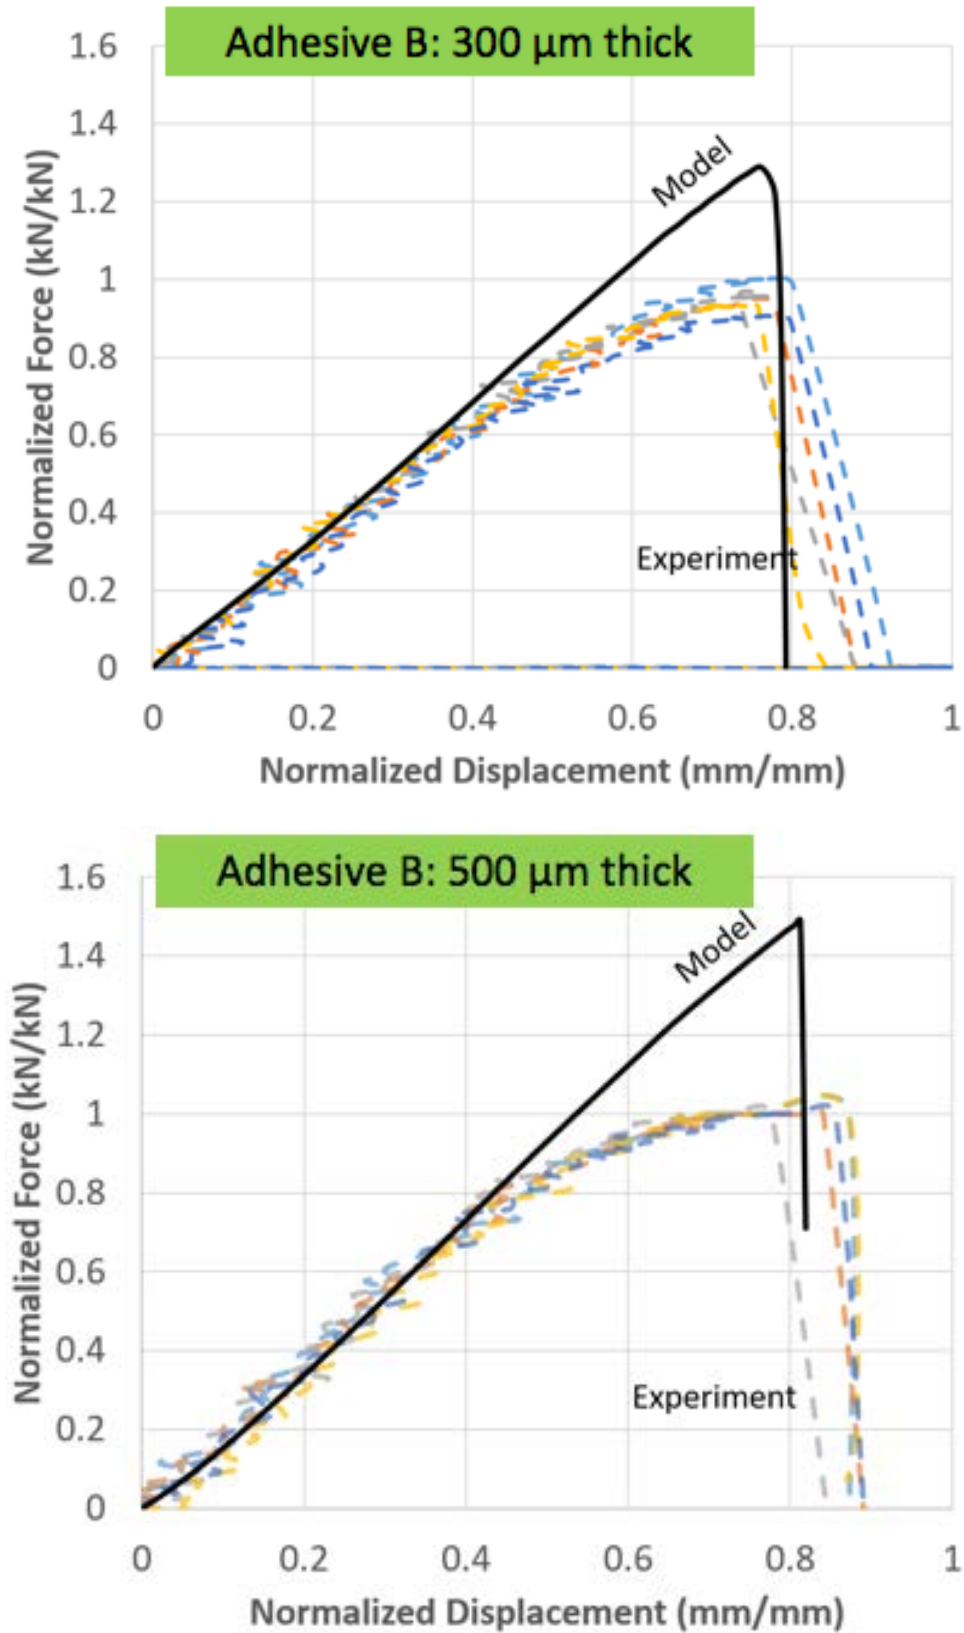 Adhesive B: 300 µm thick
1.6
1.4
1.2
1
0.8
0.6
0.4
0.2
0
Normalized Force (kN/kN)
Model
Experiment
0 0.2 0.4 0.6 0.8 1
Normalized Displacement (mm/mm)
Adhesive B: 500 µm thick
1.6
1.4
1.2
1
0.8
0.6
0.4
0.2
0
Normalized Force (kN/kN)
Model
Experiment
0 0.2 0.4 0.6 0.8 1
Normalized Displacement (mm/mm)